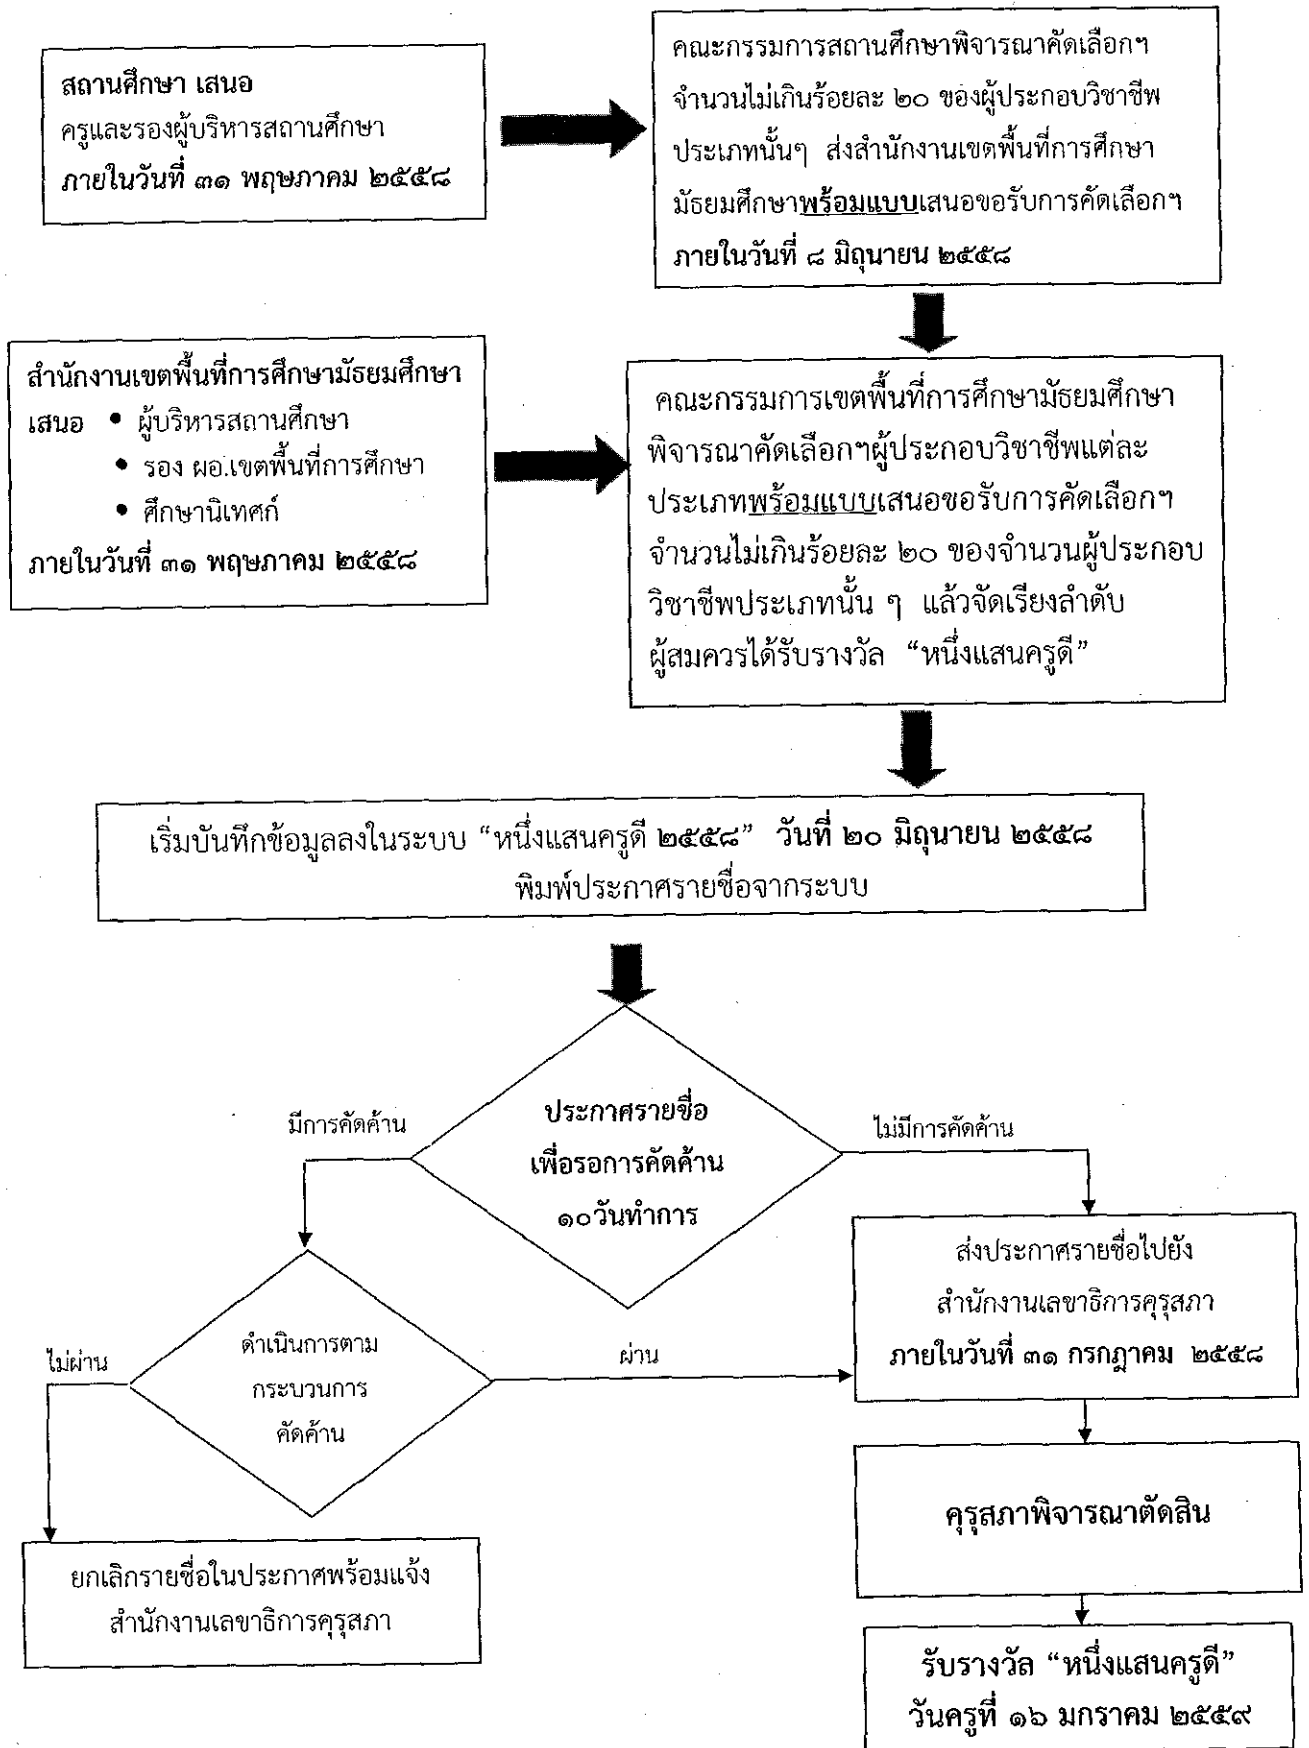 สถานศึกษา เสนอ
ครูและรองผู้บริหารสถานศึกษา
ภายในวันที่ ๓๑ พฤษภาคม ๒๕๕๘
คณะกรรมการสถานศึกษาพิจารณาคัดเลือกฯ
จำนวนไม่เกินร้อยละ ๒๐ ของผู้ประกอบวิชาชีพ
ประเภทนั้นๆ ส่งสำนักงานเขตพื้นที่การศึกษา
มัธยมศึกษาพร้อมแบบเสนอขอรับการคัดเลือกฯ
ภายในวันที่ ๘ มิถุนายน ๒๕๕๘
สำนักงานเขตพื้นที่การศึกษามัธยมศึกษา
เสนอ • ผู้บริหารสถานศึกษา
• รอง ผอ.เขตพื้นที่การศึกษา
• ศึกษานิเทศก์
ภายในวันที่ ๓๑ พฤษภาคม ๒๕๕๘
คณะกรรมการเขตพื้นที่การศึกษามัธยมศึกษา
พิจารณาคัดเลือกฯผู้ประกอบวิชาชีพแต่ละ
ประเภทพร้อมแบบเสนอขอรับการคัดเลือกฯ
จำนวนไม่เกินร้อยละ ๒๐ ของจำนวนผู้ประกอบ
วิชาชีพประเภทนั้น ๆ แล้วจัดเรียงลำดับ
ผู้สมควรได้รับรางวัล “หนึ่งแสนครูดี”
เริ่มบันทึกข้อมูลลงในระบบ “หนึ่งแสนครูดี ๒๕๕๘” วันที่ ๒๐ มิถุนายน ๒๕๕๘
พิมพ์ประกาศรายชื่อจากระบบ
ประกาศรายชื่อ
เพื่อรอการคัดค้าน
๑๐วันทำการ
มีการคัดค้าน
ไม่มีการคัดค้าน
ส่งประกาศรายชื่อไปยัง
สำนักงานเลขาธิการคุรุสภา
ภายในวันที่ ๓๑ กรกฎาคม ๒๕๕๘
ดำเนินการตาม
กระบวนการ
คัดค้าน
ไม่ผ่าน
ผ่าน
คุรุสภาพิจารณาตัดสิน
ยกเลิกรายชื่อในประกาศพร้อมแจ้ง
สำนักงานเลขาธิการคุรุสภา
รับรางวัล “หนึ่งแสนครูดี”
วันครูที่ ๑๖ มกราคม ๒๕๕๙